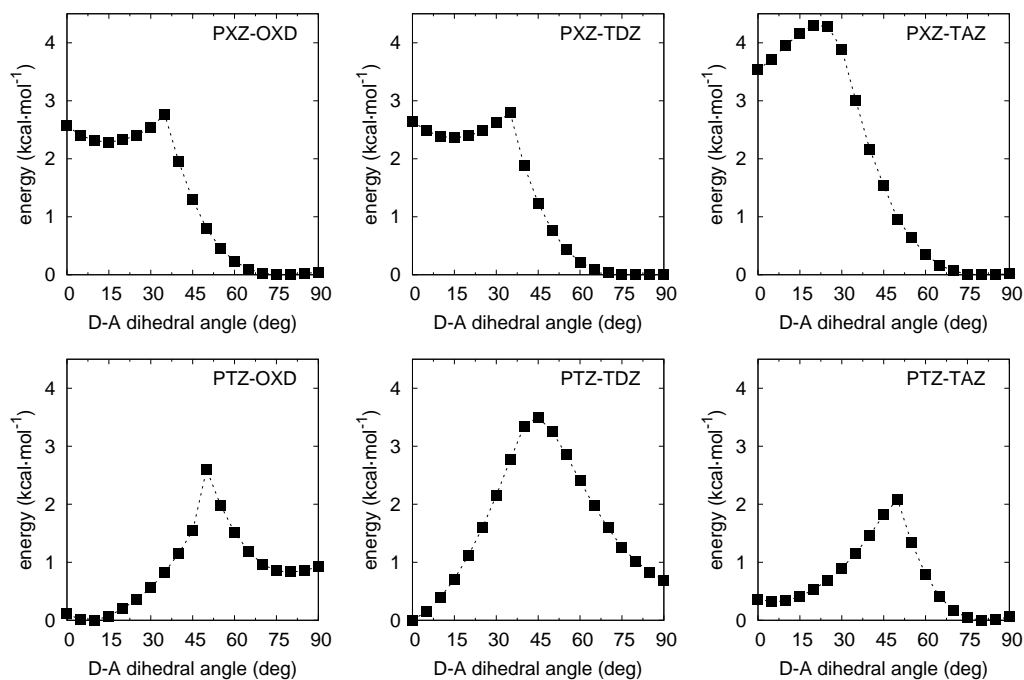 PXZ-OXD
energy (kcal·mol⁻¹)
4
3
2
1
0
0 15 30 45 60 75 90
D-A dihedral angle (deg)
PXZ-TDZ
energy (kcal·mol⁻¹)
4
3
2
1
0
0 15 30 45 60 75 90
D-A dihedral angle (deg)
PXZ-TAZ
energy (kcal·mol⁻¹)
4
3
2
1
0
0 15 30 45 60 75 90
D-A dihedral angle (deg)
PTZ-OXD
energy (kcal·mol⁻¹)
4
3
2
1
0
0 15 30 45 60 75 90
D-A dihedral angle (deg)
PTZ-TDZ
energy (kcal·mol⁻¹)
4
3
2
1
0
0 15 30 45 60 75 90
D-A dihedral angle (deg)
PTZ-TAZ
energy (kcal·mol⁻¹)
4
3
2
1
0
0 15 30 45 60 75 90
D-A dihedral angle (deg)